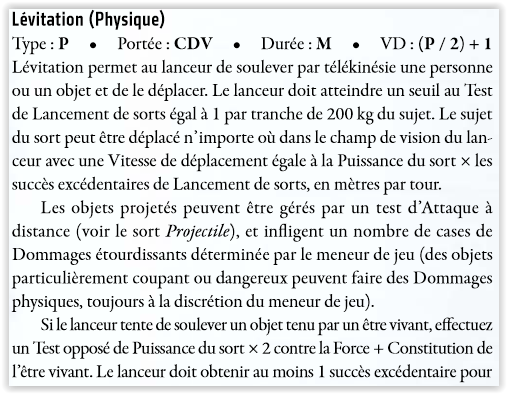 Lévitation (Physique)
Type : P • Portée : CDV • Durée : M • VD : (P / 2) + 1
Lévitation permet au lanceur de soulever par télékinésie une personne
ou un objet et de le déplacer. Le lanceur doit atteindre un seuil au Test
de Lancement de sorts égal à 1 par tranche de 200 kg du sujet. Le sujet
du sort peut être déplacé n’importe où dans le champ de vision du lan-
ceur avec une Vitesse de déplacement égale à la Puissance du sort × les
succès excédentaires de Lancement de sorts, en mètres par tour.
Les objets projetés peuvent être gérés par un test d’Attaque à
distance (voir le sort Projectile), et infligent un nombre de cases de
Dommages étourdissants déterminée par le meneur de jeu (des objets
particulièrement coupant ou dangereux peuvent faire des Dommages
physiques, toujours à la discrétion du meneur de jeu).
Si le lanceur tente de soulever un objet tenu par un être vivant, effectuez
un Test opposé de Puissance du sort × 2 contre la Force + Constitution de
l’être vivant. Le lanceur doit obtenir au moins 1 succès excédentaire pour